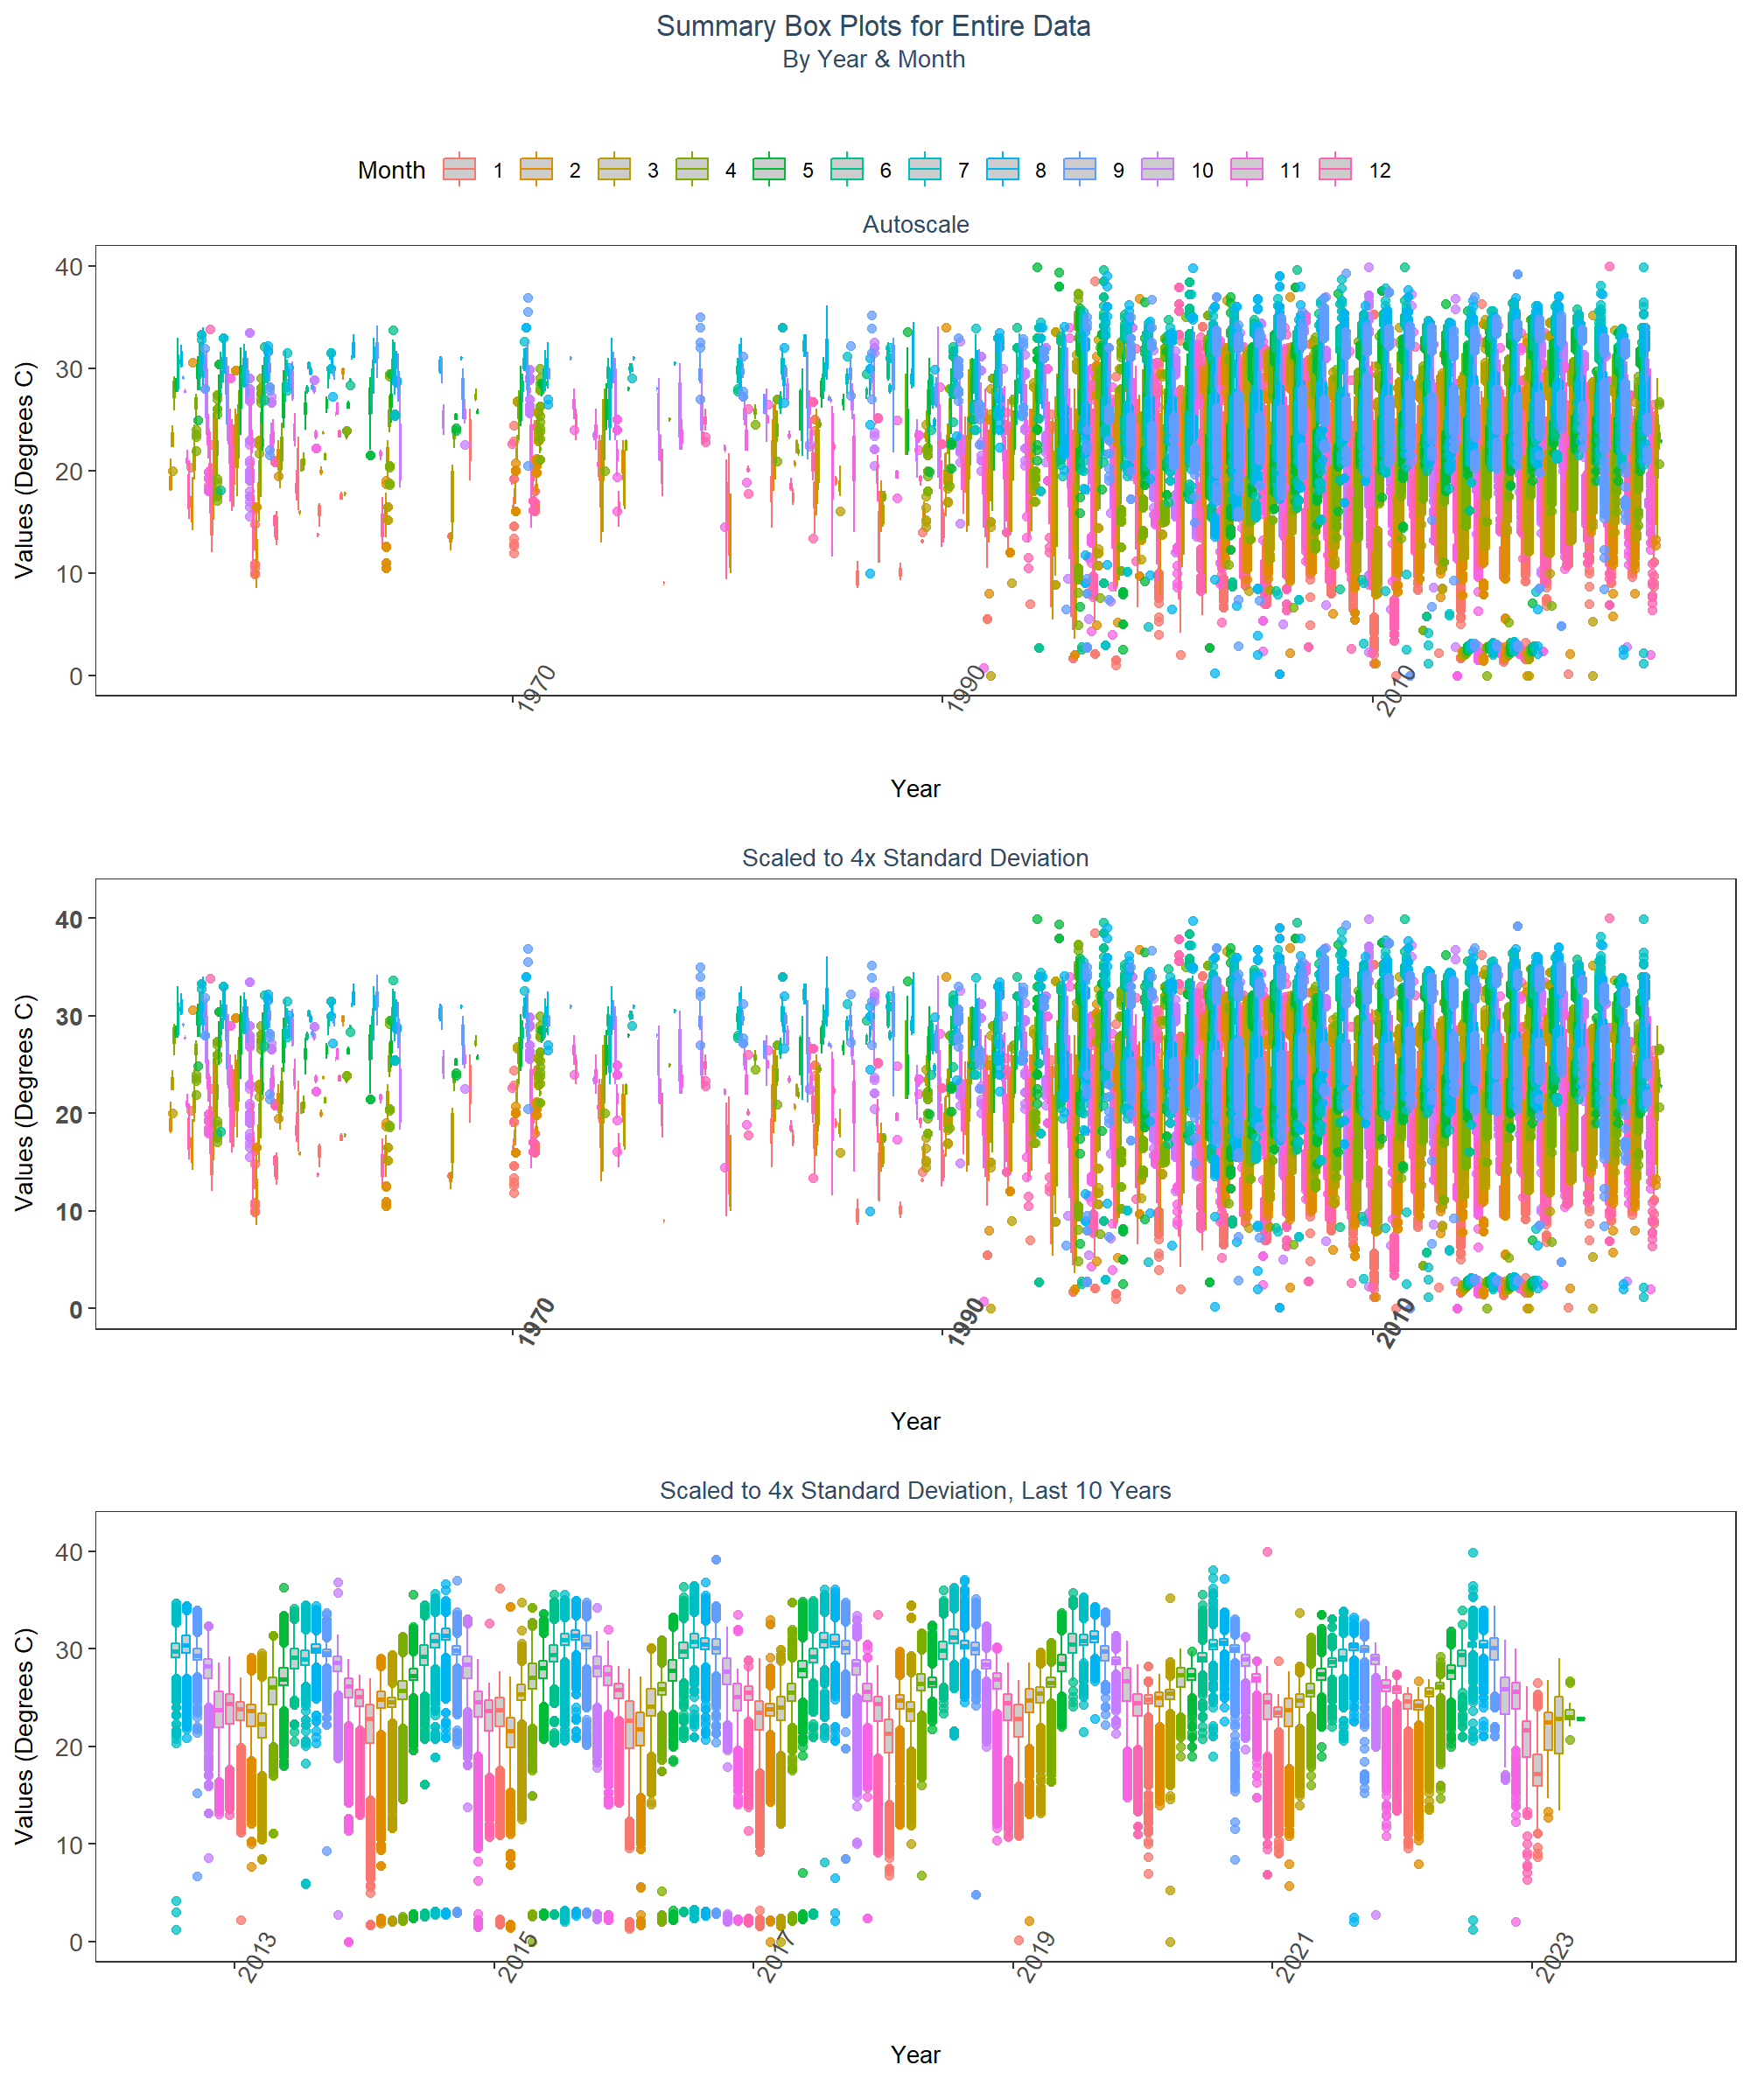 Summary Box Plots for Entire Data
By Year & Month
Month 1 2 3 4 5 6 7 8 9 10 11 12
Autoscale
Values (Degrees C)
40
30
20
10
0
1970 1990 2010
Year
Scaled to 4x Standard Deviation
Values (Degrees C)
40
30
20
10
0
1970 1990 2010
Year
Scaled to 4x Standard Deviation, Last 10 Years
Values (Degrees C)
40
30
20
10
0
2013 2015 2017 2019 2021 2023
Year